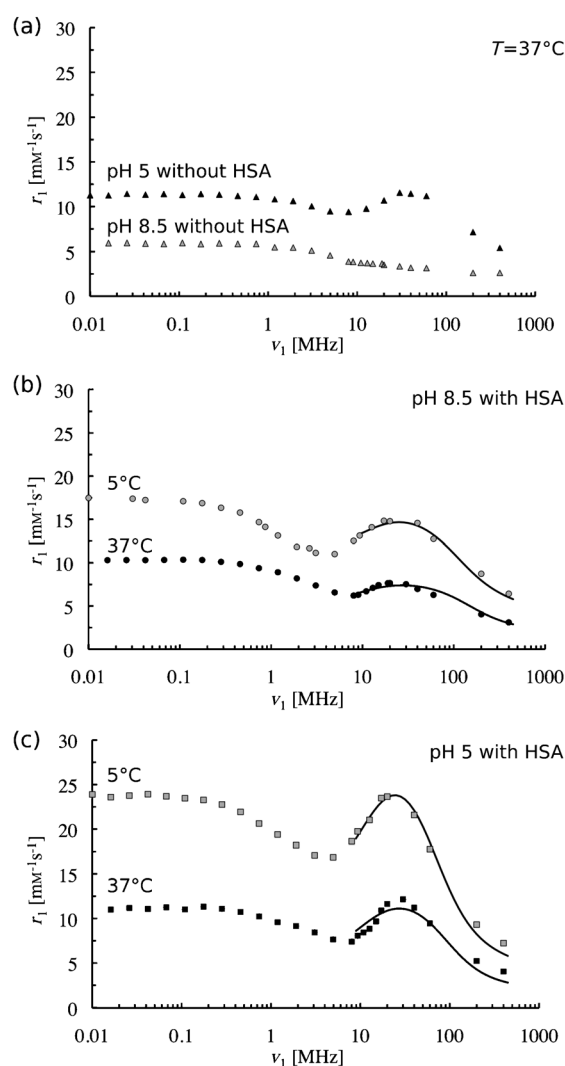 (a)
T=37°C
30
25
20
15
10
5
0
r₁ [mM⁻¹s⁻¹]
pH 5 without HSA
pH 8.5 without HSA
0.01 0.1 1 10 100 1000
ν₁ [MHz]
(b)
pH 8.5 with HSA
30
25
20
15
10
5
0
r₁ [mM⁻¹s⁻¹]
5°C
37°C
0.01 0.1 1 10 100 1000
ν₁ [MHz]
(c)
pH 5 with HSA
30
25
20
15
10
5
0
r₁ [mM⁻¹s⁻¹]
5°C
37°C
0.01 0.1 1 10 100 1000
ν₁ [MHz]